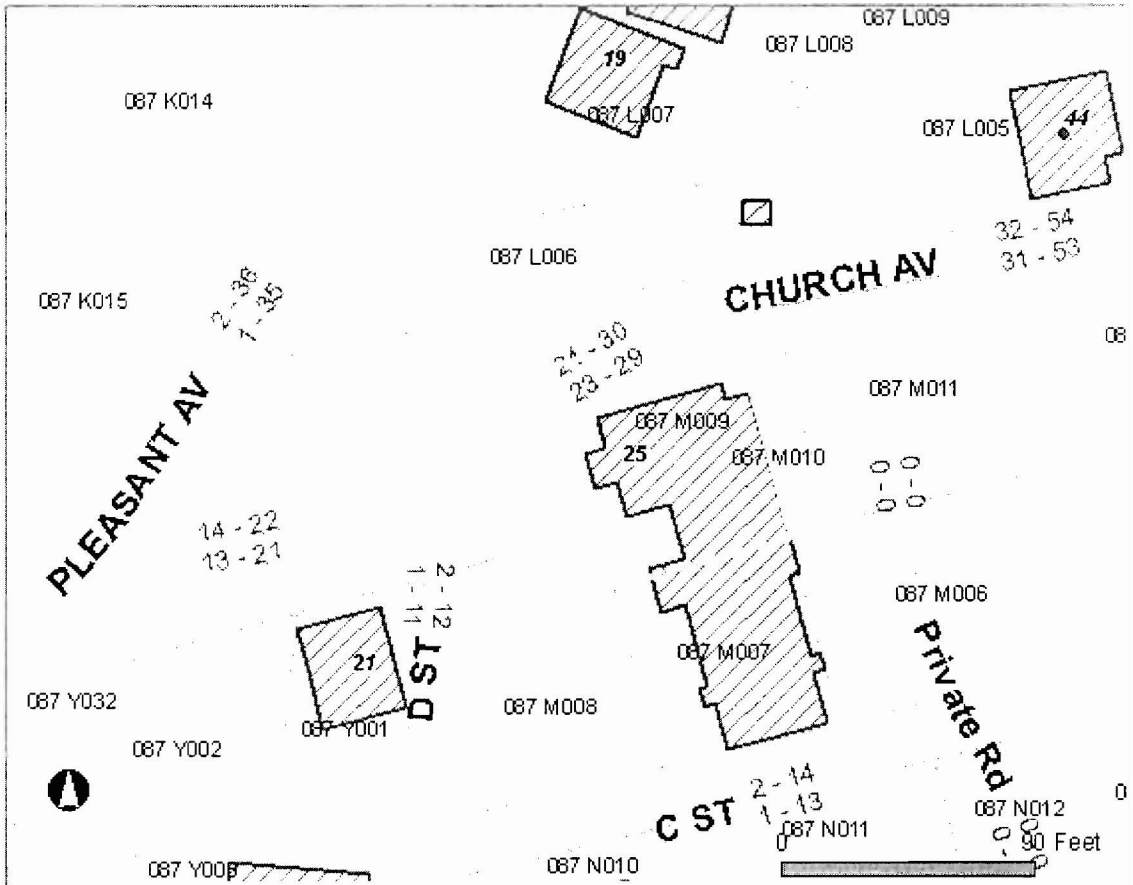 087 L009
087 L008
19
087 K014
087 L007
087 L005
44
32 - 54
31 - 53
087 L006
CHURCH AV
2 - 36
1 - 35
087 K015
08
24 - 30
23 - 29
087 M011
PLEASANT AV
087 M009
25
087 M010
0 - 0
0 - 0
14 - 22
13 - 21
2 - 12
1 - 11
D ST
087 M006
21
087 M007
Private Rd
087 Y032
087 M008
087 Y001
087 Y002
2 - 14
1 - 13
C ST
0
087 N012
087 N011
0
90 Feet
087 N010